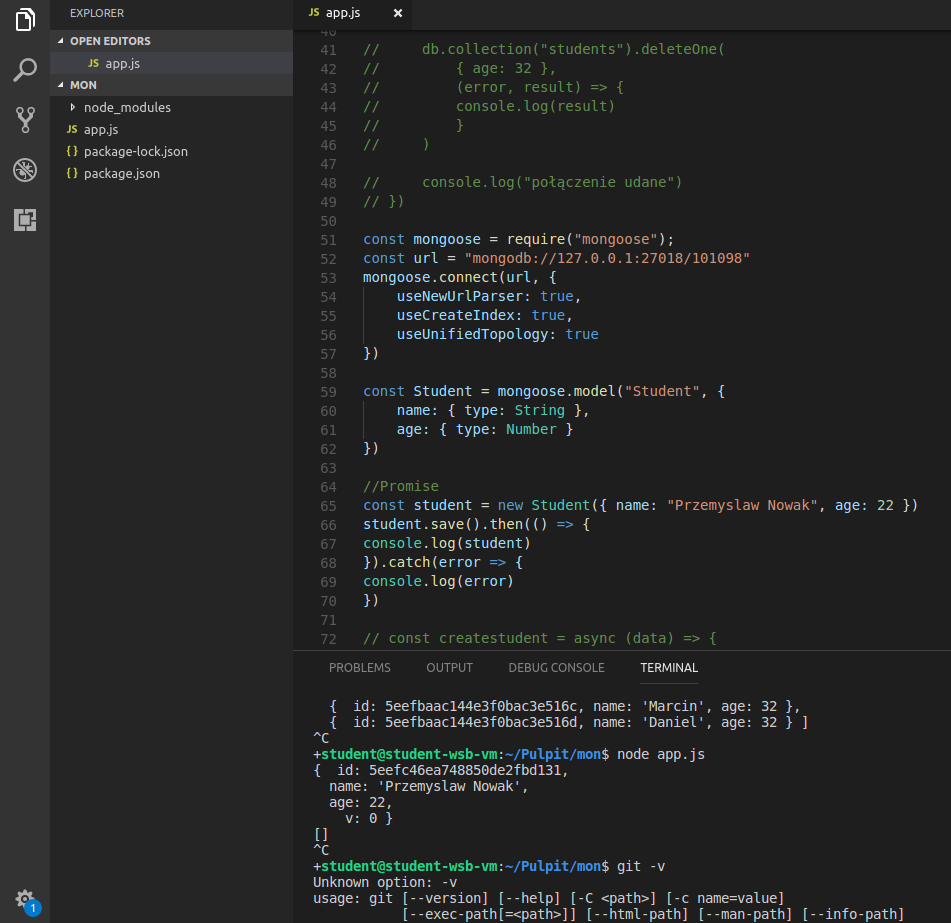 EXPLORER
OPEN EDITORS
JS app.js
MON
node_modules
JS app.js
{} package-lock.json
{} package.json
1
JS app.js ×
40
41 //     db.collection("students").deleteOne(
42 //         { age: 32 },
43 //         (error, result) => {
44 //         console.log(result)
45 //         }
46 //     )
47
48 //     console.log("połączenie udane")
49 // })
50
51 const mongoose = require("mongoose");
52 const url = "mongodb://127.0.0.1:27018/101098"
53 mongoose.connect(url, {
54     useNewUrlParser: true,
55     useCreateIndex: true,
56     useUnifiedTopology: true
57 })
58
59 const Student = mongoose.model("Student", {
60     name: { type: String },
61     age: { type: Number }
62 })
63
64 //Promise
65 const student = new Student({ name: "Przemyslaw Nowak", age: 22 })
66 student.save().then(() => {
67 console.log(student)
68 }).catch(error => {
69 console.log(error)
70 })
71
72 // const createstudent = async (data) => {
PROBLEMS OUTPUT DEBUG CONSOLE TERMINAL
  {  id: 5eefbaac144e3f0bac3e516c, name: 'Marcin', age: 32 },
  {  id: 5eefbaac144e3f0bac3e516d, name: 'Daniel', age: 32 } ]
^C
+student@student-wsb-vm:~/Pulpit/mon$ node app.js
{  id: 5eefc46ea748850de2fbd131,
  name: 'Przemyslaw Nowak',
  age: 22,
    v: 0 }
[]
^C
+student@student-wsb-vm:~/Pulpit/mon$ git -v
Unknown option: -v
usage: git [--version] [--help] [-C <path>] [-c name=value]
           [--exec-path[=<path>]] [--html-path] [--man-path] [--info-path]